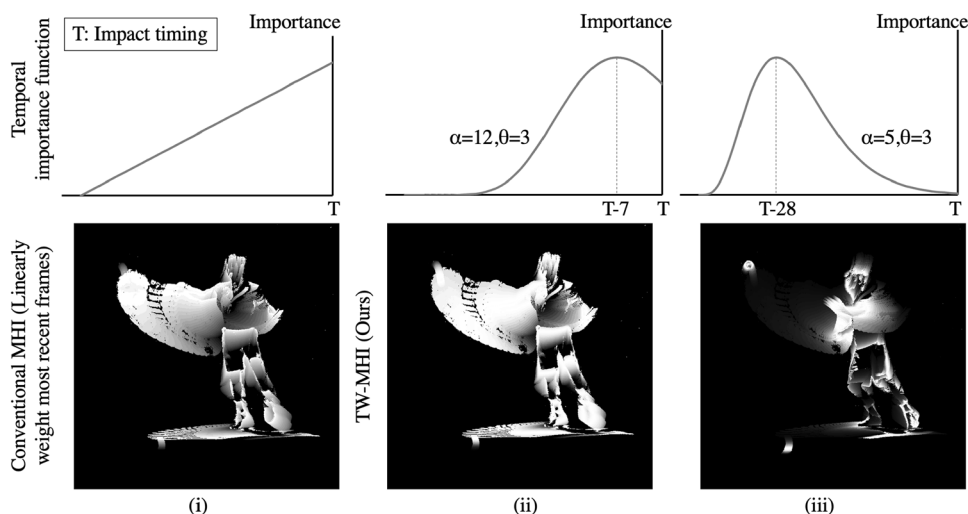 T: Impact timing
Importance
Importance
Importance
Temporal
importance function
α=12,θ=3
α=5,θ=3
T
T-7
T
T-28
T
Conventional MHI (Linearly
weight most recent frames)
TW-MHI (Ours)
(i)
(ii)
(iii)